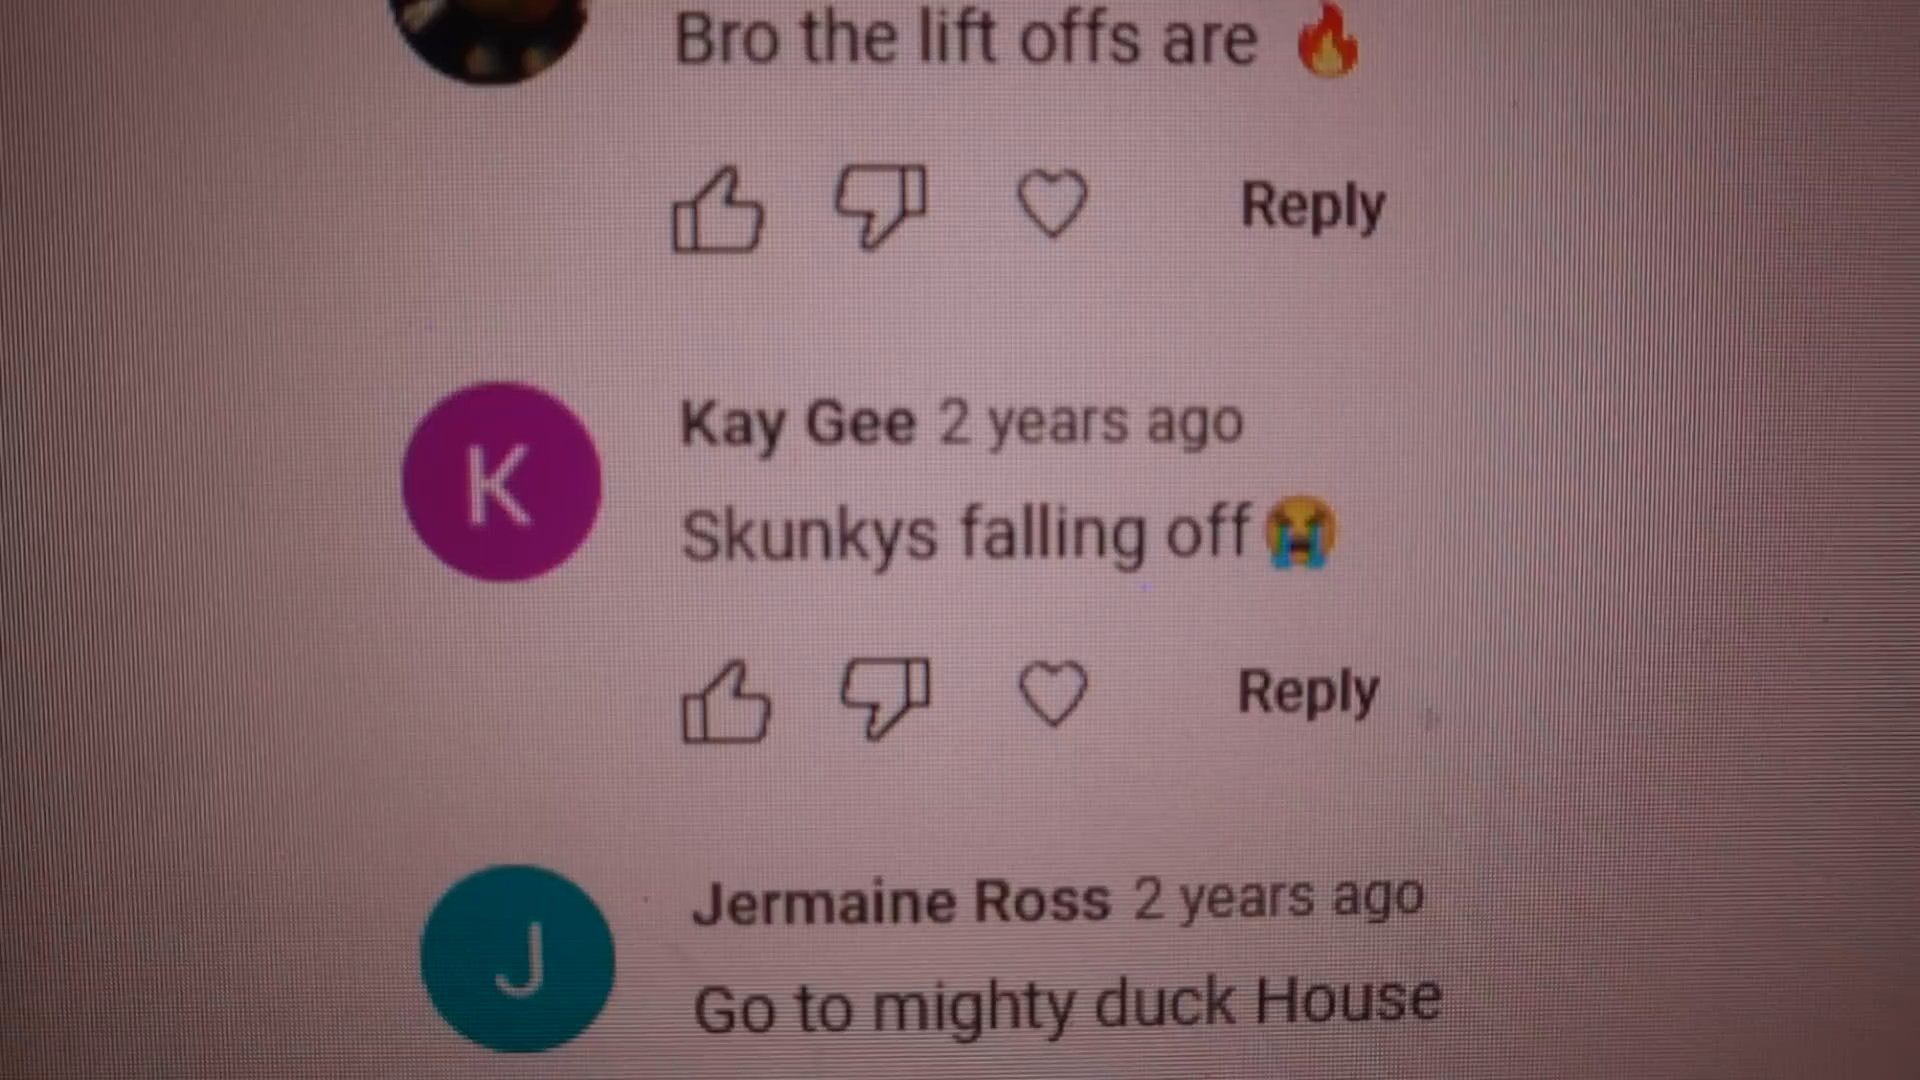 Bro the lift offs are 🔥
Reply
K
Kay Gee 2 years ago
Skunkys falling off😭
Reply
J
Jermaine Ross 2 years ago
Go to mighty duck House